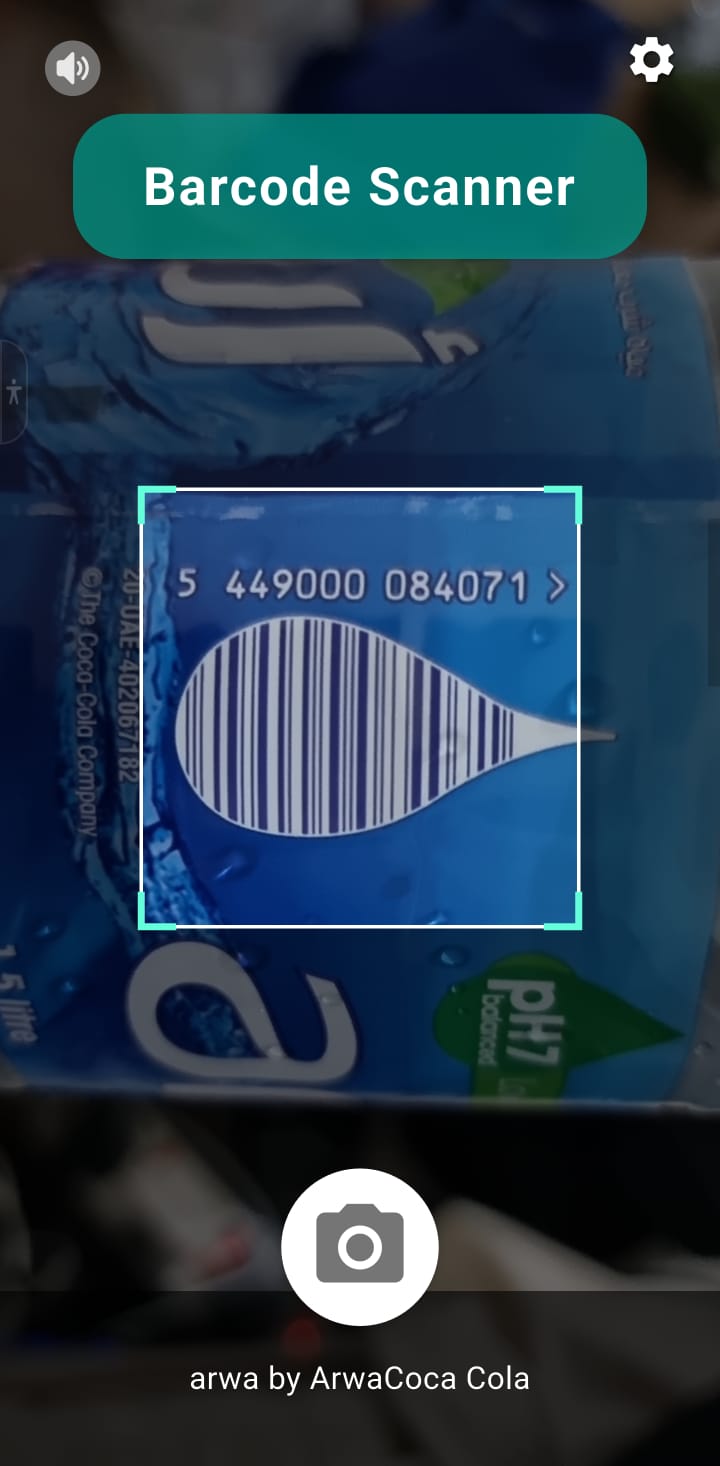 Barcode Scanner
5 449000 084071 >
20-UAE-402067182
©The Coca-Cola Company
1.5 litre
a
pH7
balanced
arwa by ArwaCoca Cola